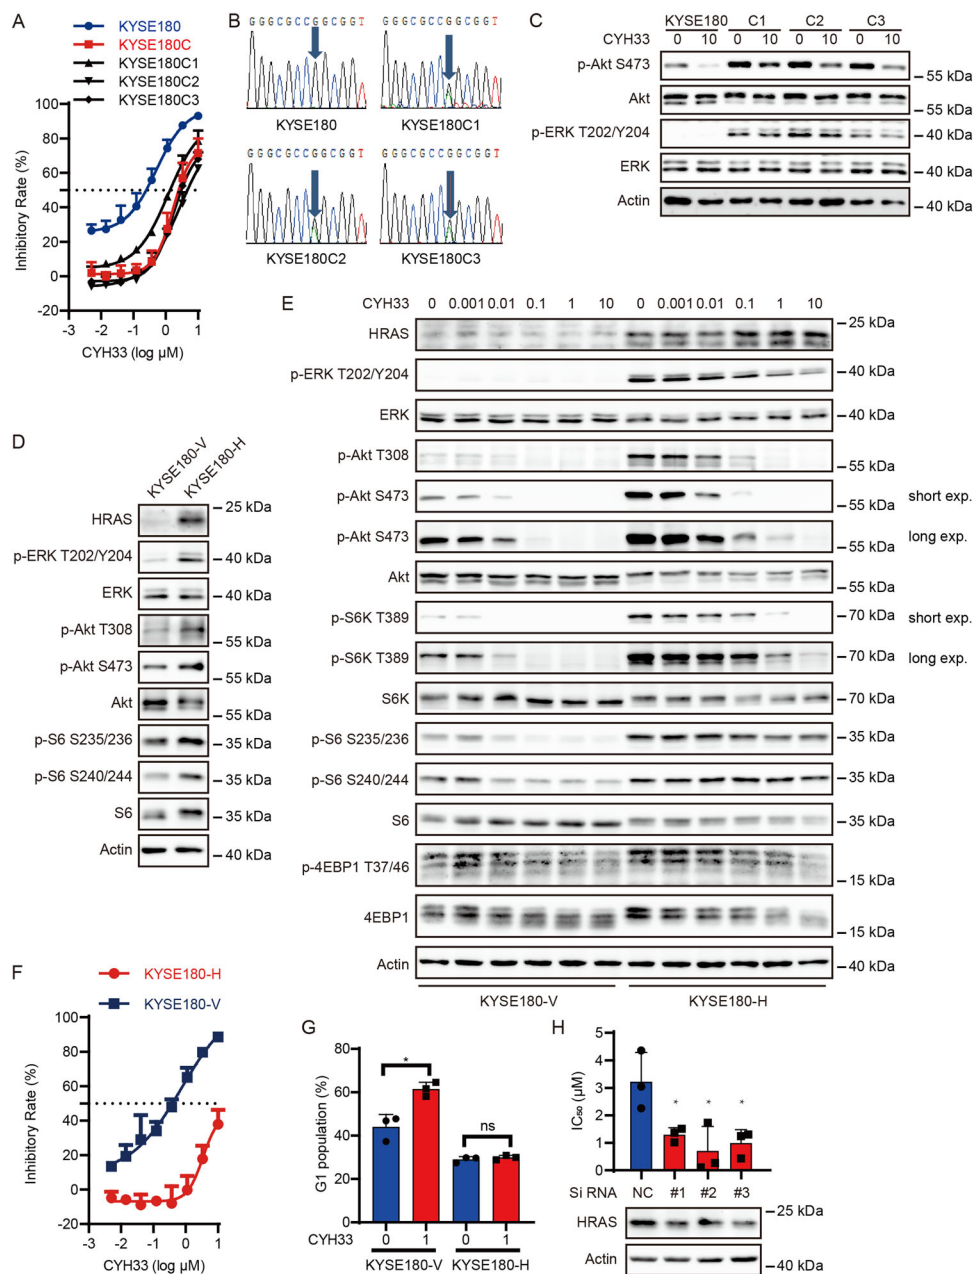 A
KYSE180
KYSE180C
KYSE180C1
KYSE180C2
KYSE180C3
100
80
60
40
20
0
-20
Inhibitory Rate (%)
-3 -2 -1 0 1
CYH33 (log μM)
B
GGGCGCCGGCGGT
GGGCGCCGGCGGT
KYSE180
KYSE180C1
GGGCGCCGGCGGT
GGGCGCCGGCGGT
KYSE180C2
KYSE180C3
C
KYSE180 C1 C2 C3
CYH33 0 10 0 10 0 10 0 10
p-Akt S473
55 kDa
Akt
55 kDa
p-ERK T202/Y204
40 kDa
ERK
40 kDa
Actin
40 kDa
D
KYSE180-V
KYSE180-H
HRAS
25 kDa
p-ERK T202/Y204
40 kDa
ERK
40 kDa
p-Akt T308
55 kDa
p-Akt S473
55 kDa
Akt
55 kDa
p-S6 S235/236
35 kDa
p-S6 S240/244
35 kDa
S6
35 kDa
Actin
40 kDa
E
CYH33 0 0.001 0.01 0.1 1 10 0 0.001 0.01 0.1 1 10
HRAS
25 kDa
p-ERK T202/Y204
40 kDa
ERK
40 kDa
p-Akt T308
55 kDa
p-Akt S473
55 kDa
short exp.
p-Akt S473
55 kDa
long exp.
Akt
55 kDa
p-S6K T389
70 kDa
short exp.
p-S6K T389
70 kDa
long exp.
S6K
70 kDa
p-S6 S235/236
35 kDa
p-S6 S240/244
35 kDa
S6
35 kDa
p-4EBP1 T37/46
15 kDa
4EBP1
15 kDa
Actin
40 kDa
KYSE180-V
KYSE180-H
F
KYSE180-H
KYSE180-V
100
80
60
40
20
0
-20
Inhibitory Rate (%)
-3 -2 -1 0 1
CYH33 (log μM)
G
80
60
40
20
0
G1 population (%)
*
ns
CYH33 0 1 0 1
KYSE180-V KYSE180-H
H
5
4
3
2
1
0
IC₅₀ (μM)
* * *
Si RNA NC #1 #2 #3
HRAS
25 kDa
Actin
40 kDa